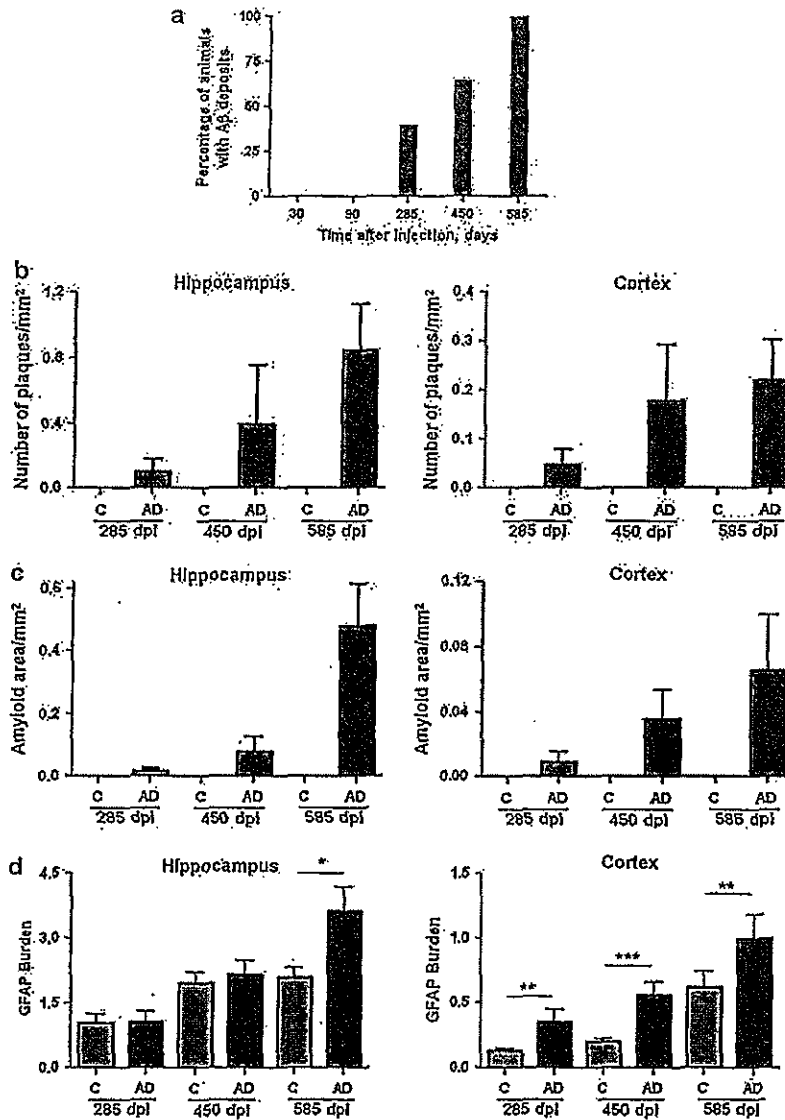 a
Percentage of animals
with Aβ deposits
100
75
50
25
0
30 90 285 450 585
Time after injection, days
b
Hippocampus
Number of plaques/mm²
1.2
0.8
0.4
0.0
C AD C AD C AD
285 dpi 450 dpi 585 dpi
Cortex
Number of plaques/mm²
0.4
0.3
0.2
0.1
0.0
C AD C AD C AD
285 dpi 450 dpi 585 dpi
c
Hippocampus
Amyloid area/mm²
0.6
0.4
0.2
0.0
C AD C AD C AD
285 dpi 450 dpi 585 dpi
Cortex
Amyloid area/mm²
0.12
0.08
0.04
0.00
C AD C AD C AD
285 dpi 450 dpi 585 dpi
d
Hippocampus
GFAP Burden
4.5
3.0
1.5
0.0
*
C AD C AD C AD
285 dpi 450 dpi 585 dpi
Cortex
GFAP Burden
1.5
1.0
0.5
0.0
** *** **
C AD C AD C AD
285 dpi 450 dpi 585 dpi